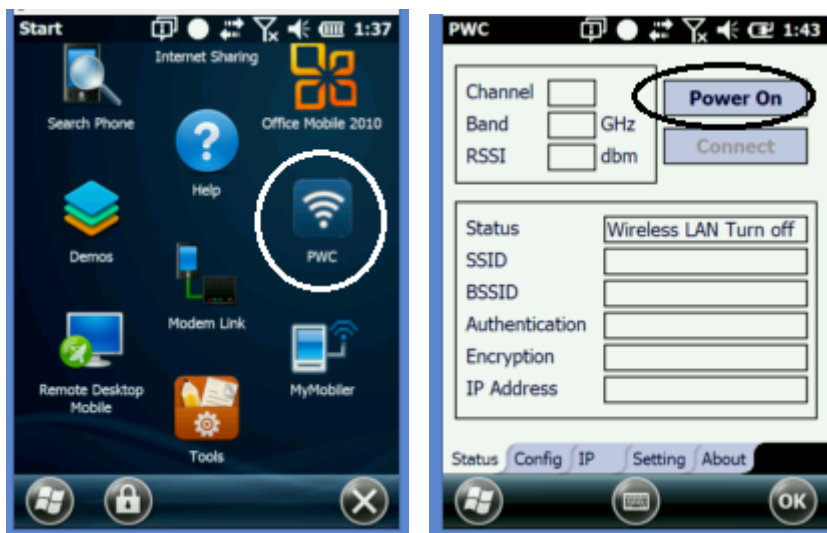 Start 1:37
Internet Sharing
Search Phone
Office Mobile 2010
Help
Demos
PWC
Modem Link
Remote Desktop
Mobile
MyMobiler
Tools
PWC 1:43
Channel
Power On
Band GHz
RSSI dbm
Connect
Status Wireless LAN Turn off
SSID
BSSID
Authentication
Encryption
IP Address
Status Config IP Setting About
OK